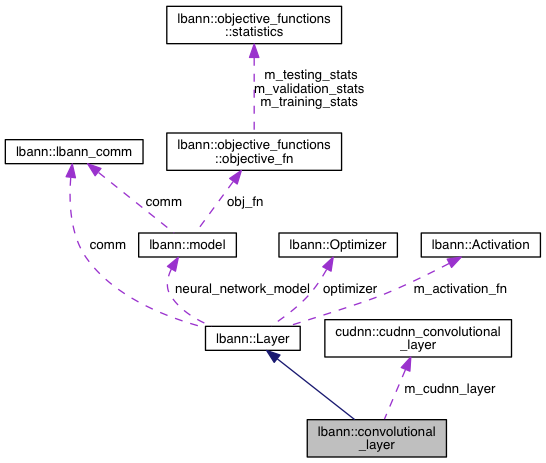 lbann::objective_functions
::statistics
m_testing_stats
m_validation_stats
m_training_stats
lbann::lbann_comm
lbann::objective_functions
::objective_fn
comm
obj_fn
comm
lbann::model
lbann::Optimizer
lbann::Activation
neural_network_model
optimizer
m_activation_fn
lbann::Layer
cudnn::cudnn_convolutional
_layer
m_cudnn_layer
lbann::convolutional
_layer